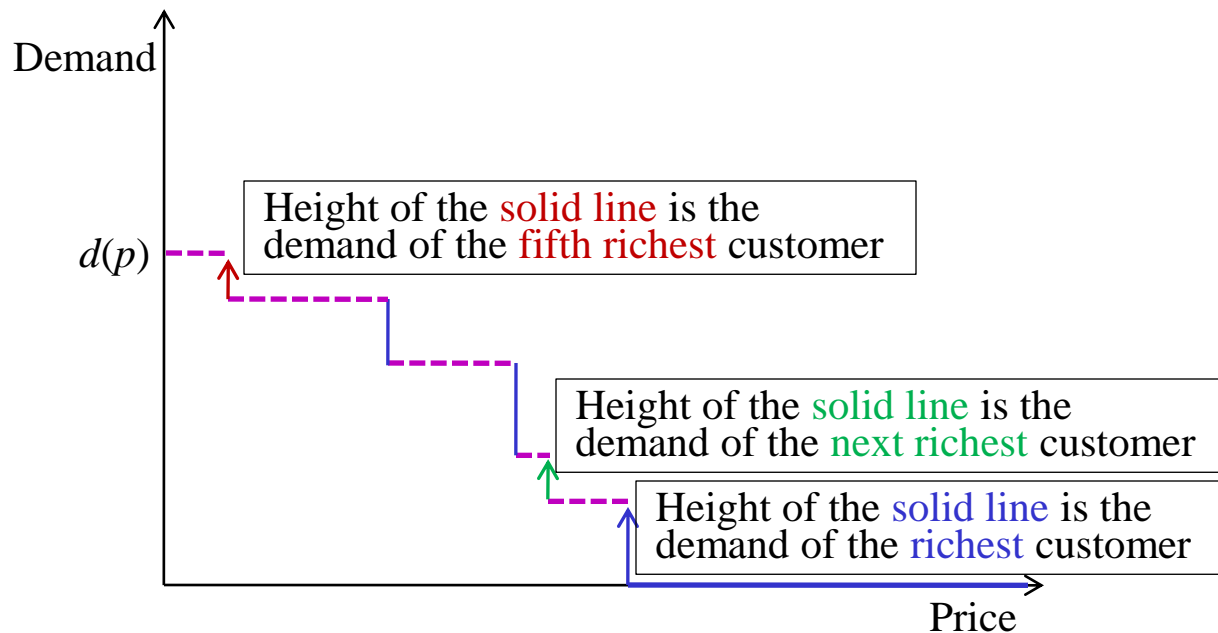 Demand
Height of the solid line is the
demand of the fifth richest customer
d(p)
Height of the solid line is the
demand of the next richest customer
Height of the solid line is the
demand of the richest customer
Price